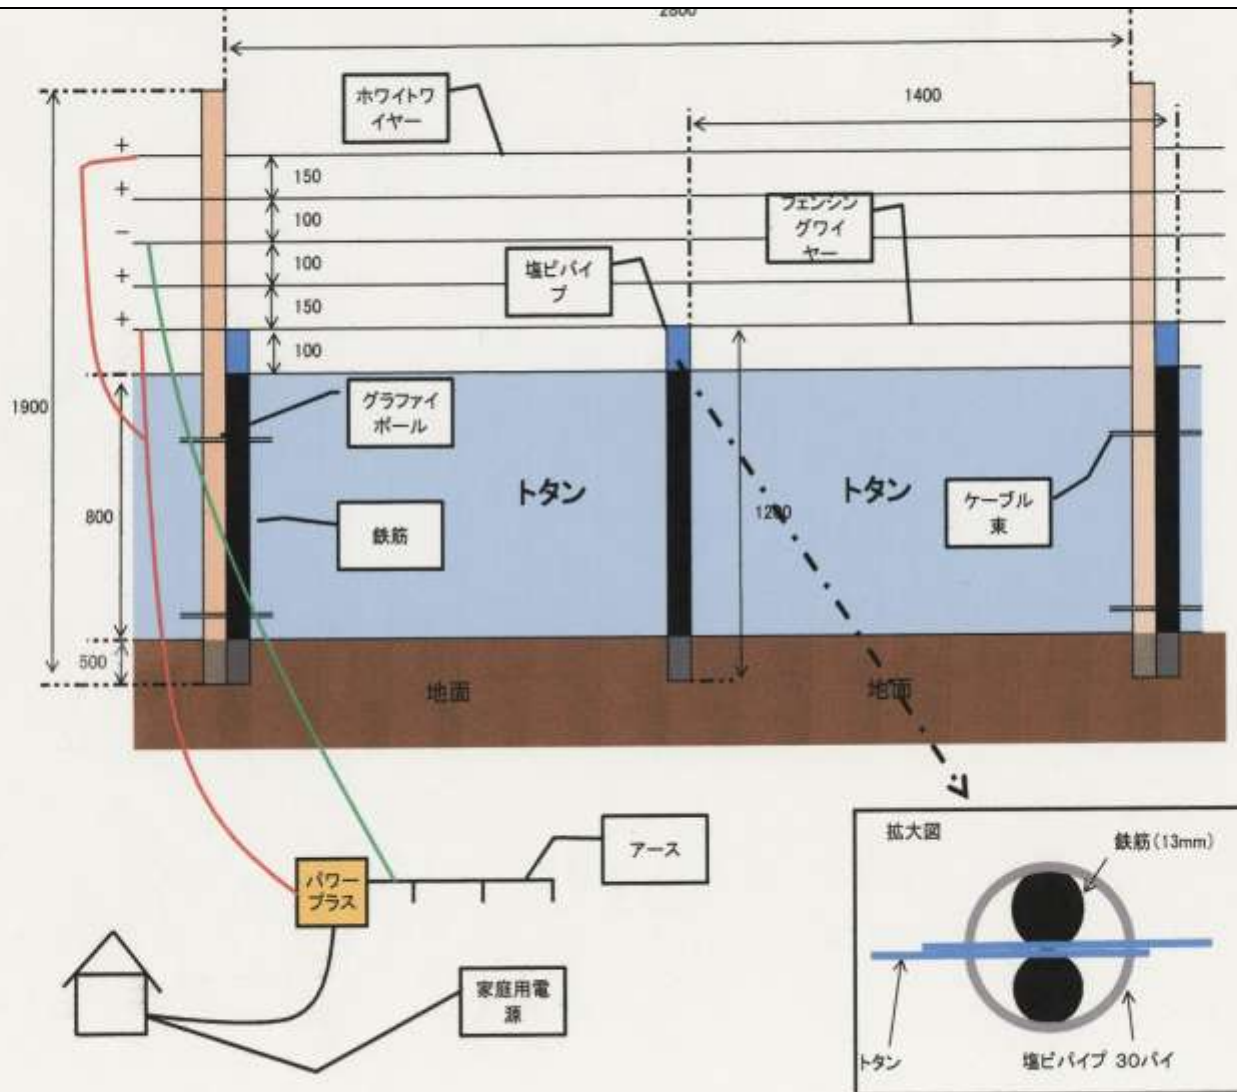 2800
ホワイトワ
イヤー
1400
+
150
+
100
フェンシン
グワイ
ヤー
−
100
塩ビパイ
プ
+
150
+
100
1900
グラファイ
ポール
トタン
トタン
800
鉄筋
1200
ケーブル
束
500
地面
地面
拡大図
鉄筋(13mm)
アース
パワー
プラス
家庭用電
源
トタン
塩ビパイプ 30パイ